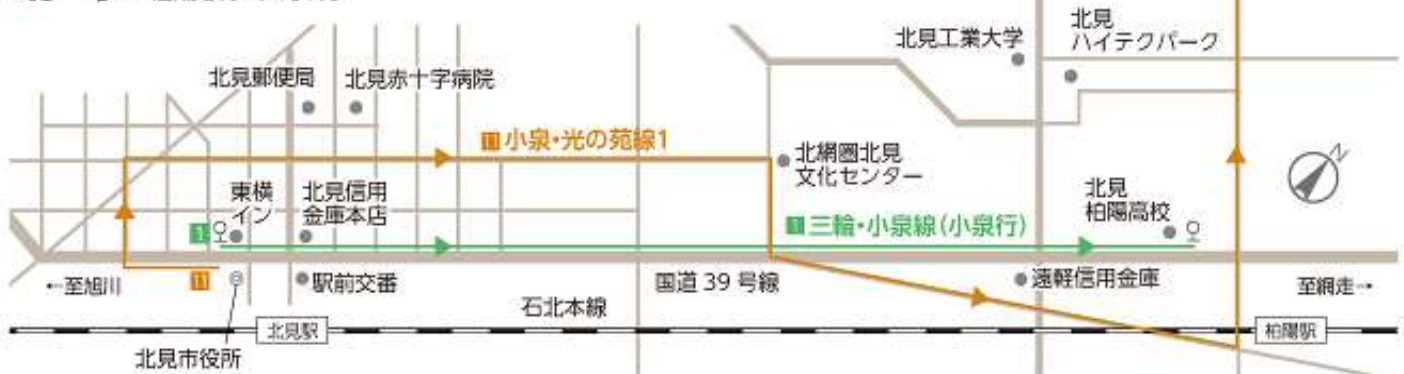 北見
ハイテクパーク
北見工業大学
北見郵便局
北見赤十字病院
11 小泉・光の苑線1
北網圏北見
文化センター
N
東横
イン
北見信用
金庫本店
北見
柏陽高校
1
1 三輪・小泉線(小泉行)
←至旭川
11
駅前交番
国道 39 号線
遠軽信用金庫
至網走→
石北本線
北見駅
柏陽駅
北見市役所